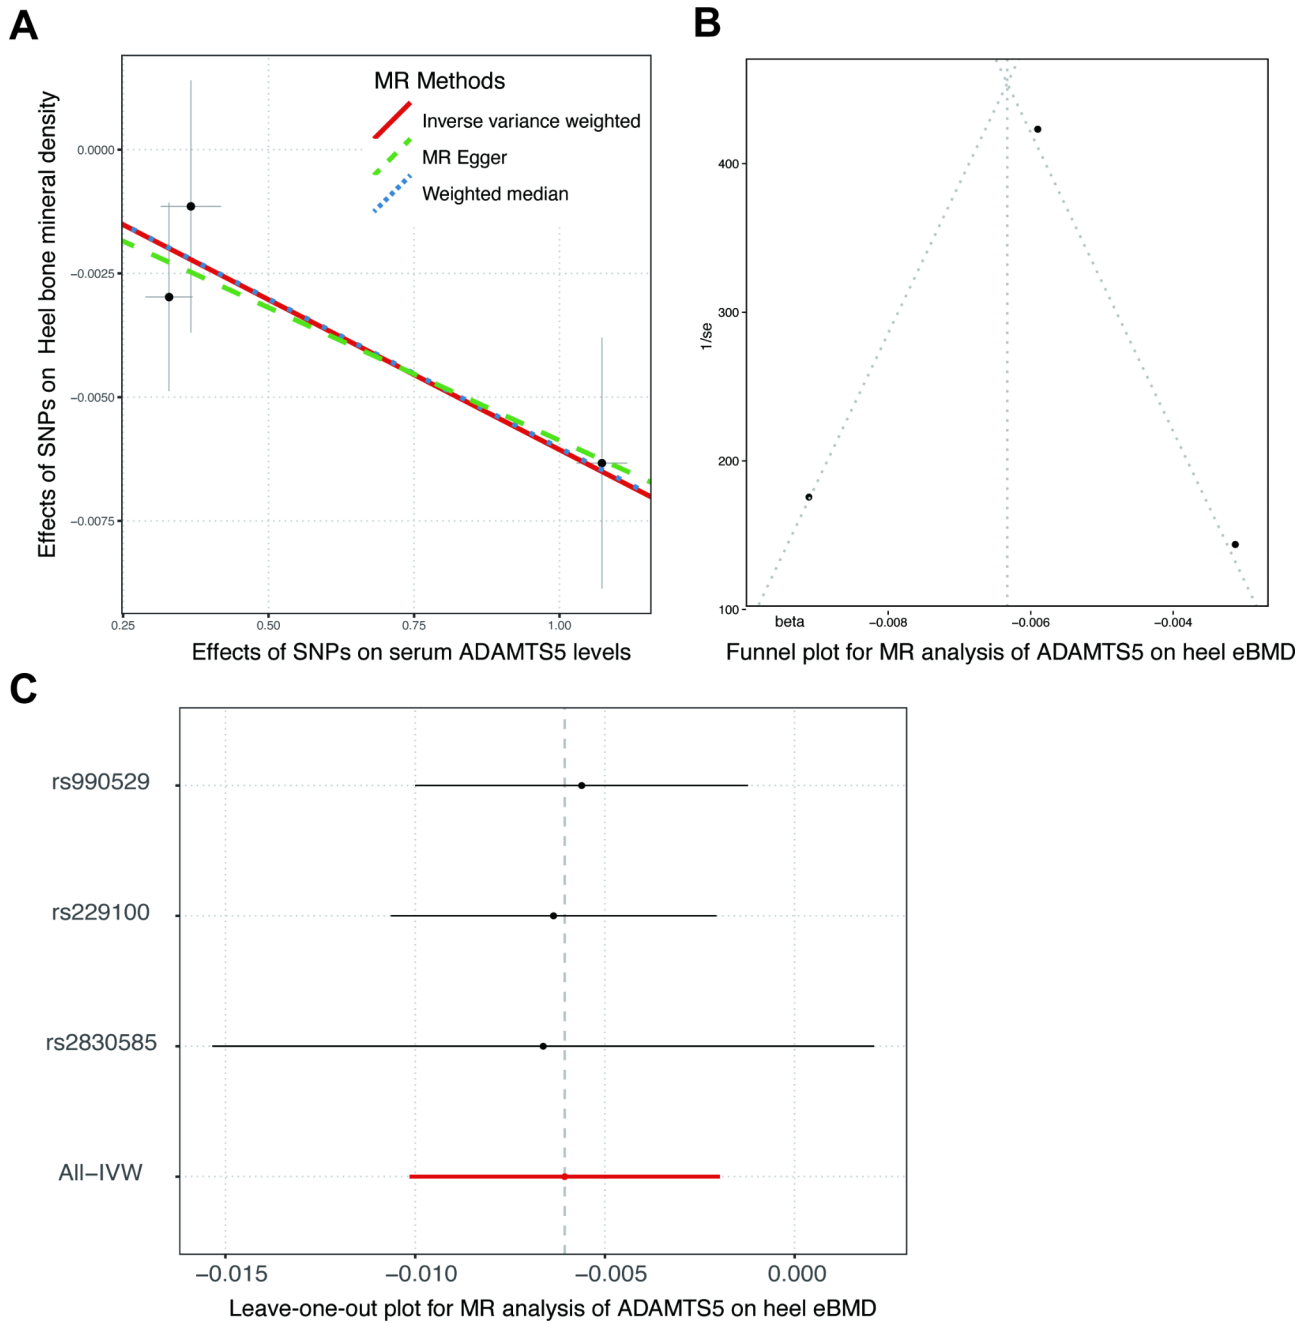 A
Effects of SNPs on Heel bone mineral density
0.0000
−0.0025
−0.0050
−0.0075
MR Methods
Inverse variance weighted
MR Egger
Weighted median
0.25
0.50
0.75
1.00
Effects of SNPs on serum ADAMTS5 levels
B
1/se
400
300
200
100
beta
−0.008
−0.006
−0.004
Funnel plot for MR analysis of ADAMTS5 on heel eBMD
C
rs990529
rs229100
rs2830585
All−IVW
−0.015
−0.010
−0.005
0.000
Leave−one−out plot for MR analysis of ADAMTS5 on heel eBMD